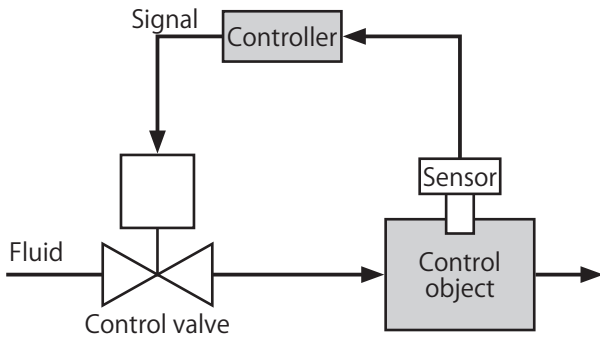 Signal
Controller
Sensor
Fluid
Control
object
Control valve